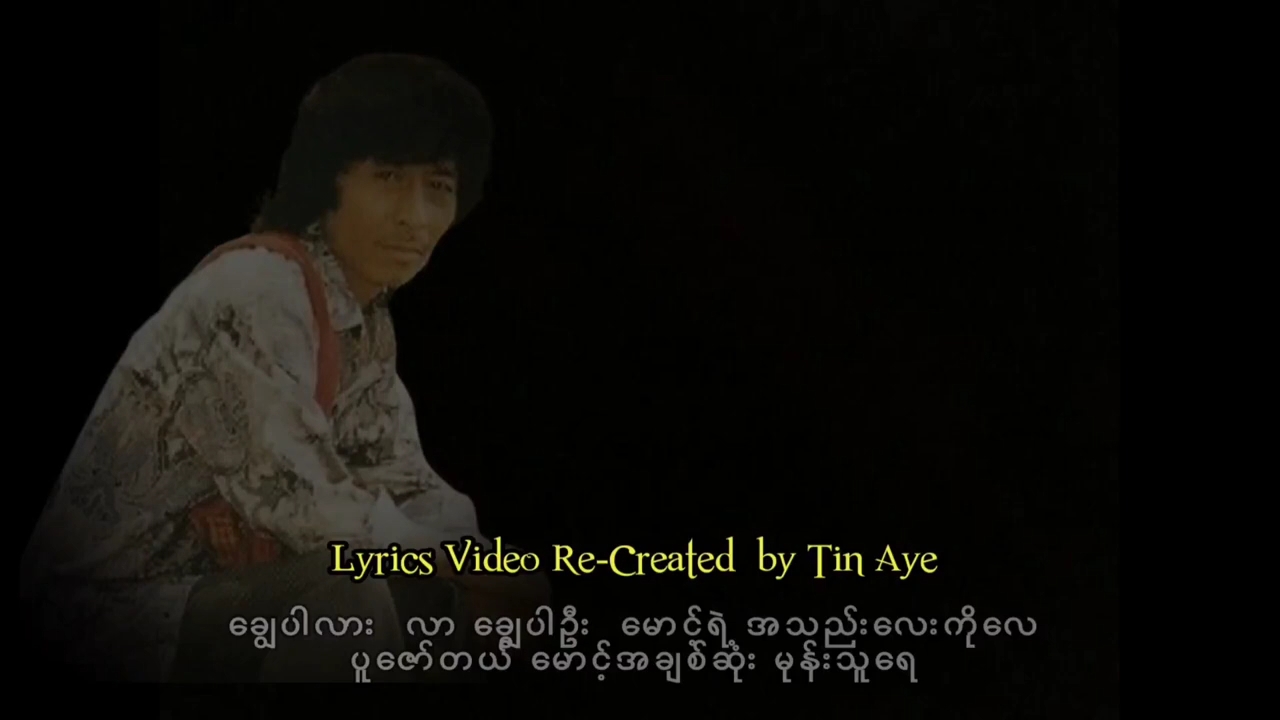 Lyrics Video Re-Created by Tin Aye
ချွေပါလား လာ ချွေပါဦး မောင့်ရဲ့ အသည်းလေးကိုလေ
ပူဇော်တယ် မောင့်အချစ်ဆုံး မုန်းသူရေ